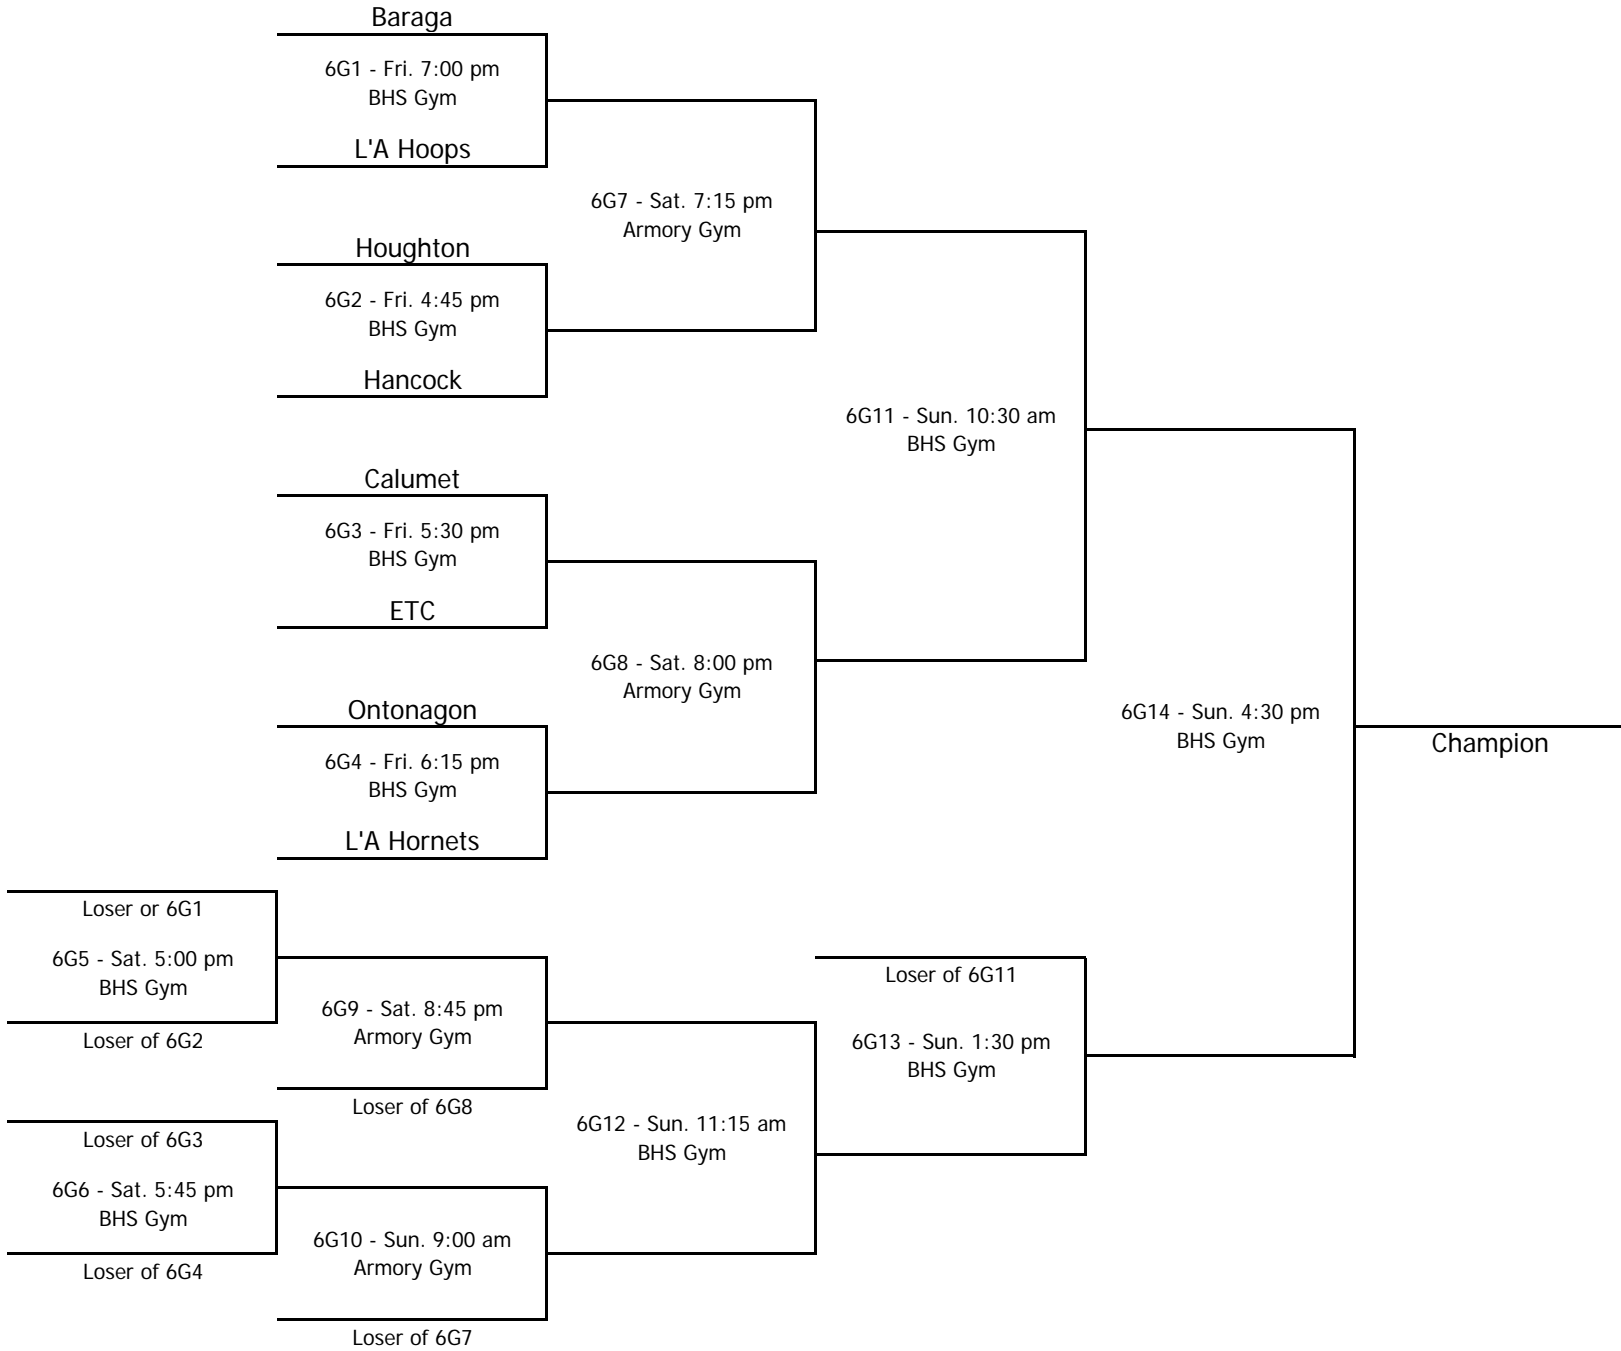 Baraga
6G1 - Fri. 7:00 pm
BHS Gym
L'A Hoops
6G7 - Sat. 7:15 pm
Armory Gym
Houghton
6G2 - Fri. 4:45 pm
BHS Gym
Hancock
6G11 - Sun. 10:30 am
BHS Gym
Calumet
6G3 - Fri. 5:30 pm
BHS Gym
ETC
6G8 - Sat. 8:00 pm
Armory Gym
Ontonagon
6G4 - Fri. 6:15 pm
BHS Gym
L'A Hornets
6G14 - Sun. 4:30 pm
BHS Gym
Champion
Loser or 6G1
6G5 - Sat. 5:00 pm
BHS Gym
Loser of 6G2
6G9 - Sat. 8:45 pm
Armory Gym
Loser of 6G8
Loser of 6G11
6G13 - Sun. 1:30 pm
BHS Gym
6G12 - Sun. 11:15 am
BHS Gym
Loser of 6G3
6G6 - Sat. 5:45 pm
BHS Gym
Loser of 6G4
6G10 - Sun. 9:00 am
Armory Gym
Loser of 6G7